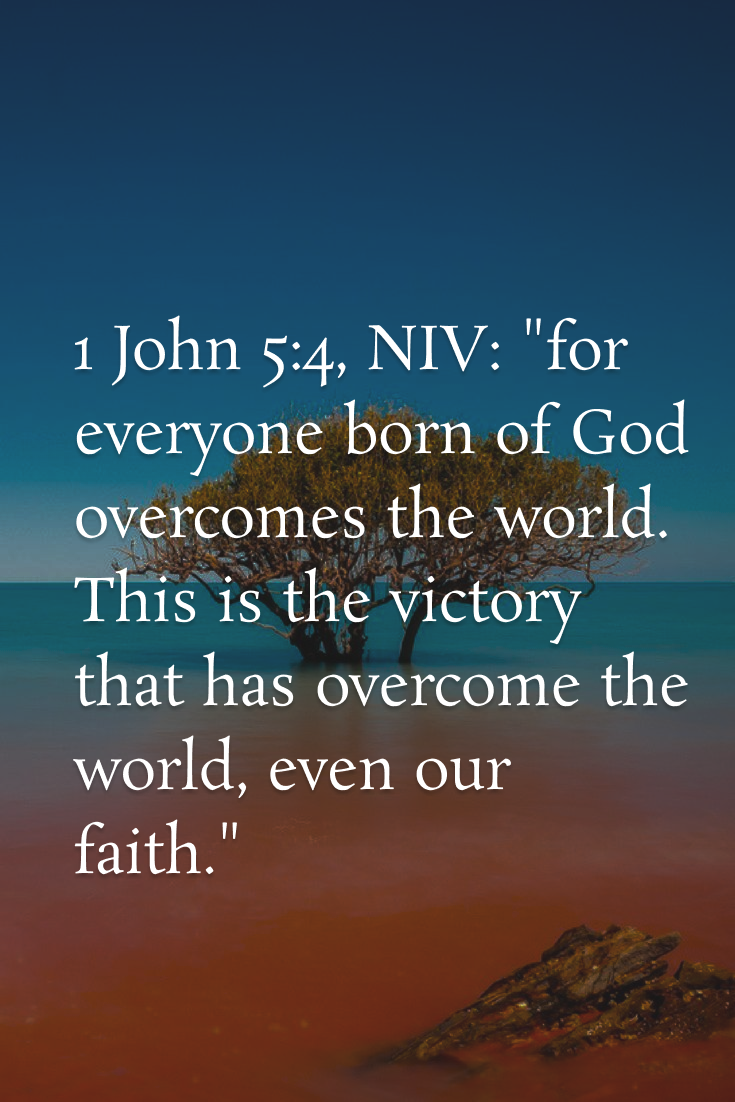 1 John 5:4, NIV: "for
everyone born of God
overcomes the world.
This is the victory
that has overcome the
world, even our
faith."